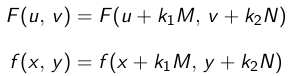 F(u, v) = F(u + k₁M, v + k₂N)
f(x, y) = f(x + k₁M, y + k₂N)